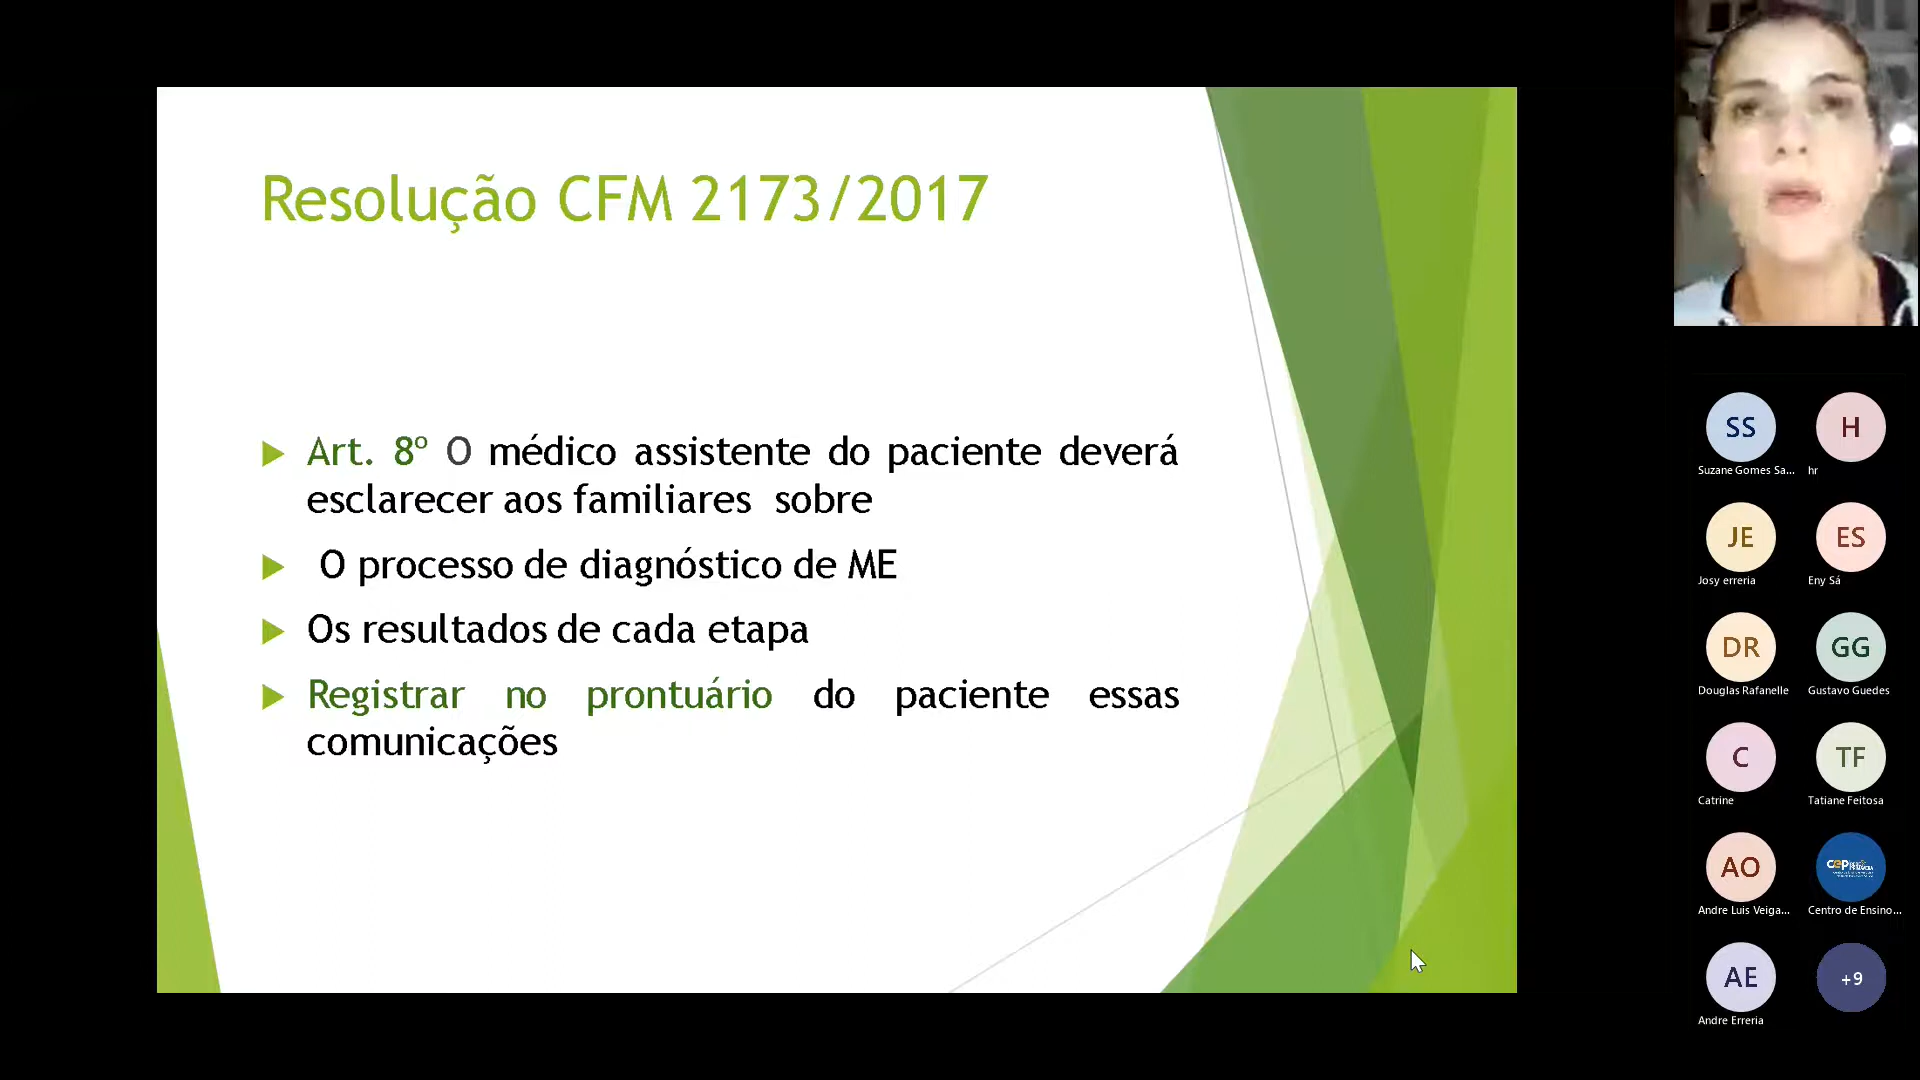 Resolução CFM 2173/2017
Art. 8º O médico assistente do paciente deverá
esclarecer aos familiares sobre
O processo de diagnóstico de ME
Os resultados de cada etapa
Registrar no prontuário do paciente essas
comunicações
SS
H
Suzane Gomes Sa...
hr
JE
ES
Josy erreria
Eny Sá
DR
GG
Douglas Rafanelle
Gustavo Guedes
C
TF
Catrine
Tatiane Feitosa
AO
cep
Andre Luis Veiga...
Centro de Ensino...
AE
+9
Andre Erreria